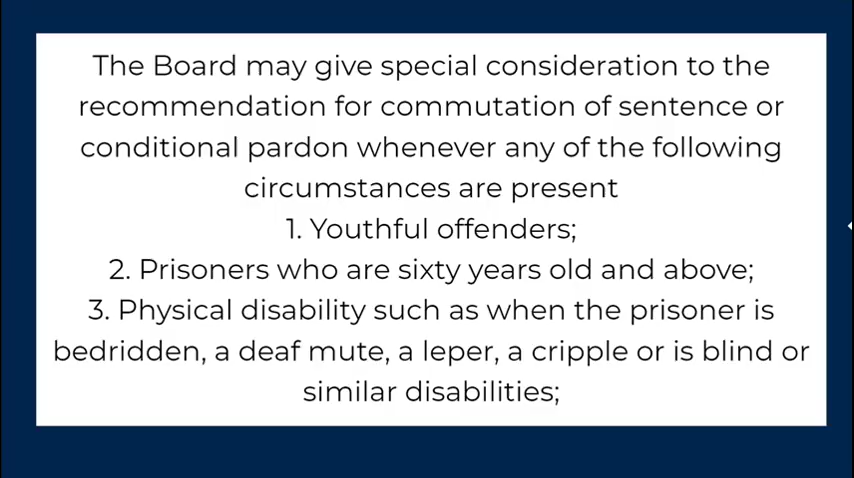 The Board may give special consideration to the
recommendation for commutation of sentence or
conditional pardon whenever any of the following
circumstances are present
1. Youthful offenders;
2. Prisoners who are sixty years old and above;
3. Physical disability such as when the prisoner is
bedridden, a deaf mute, a leper, a cripple or is blind or
similar disabilities;